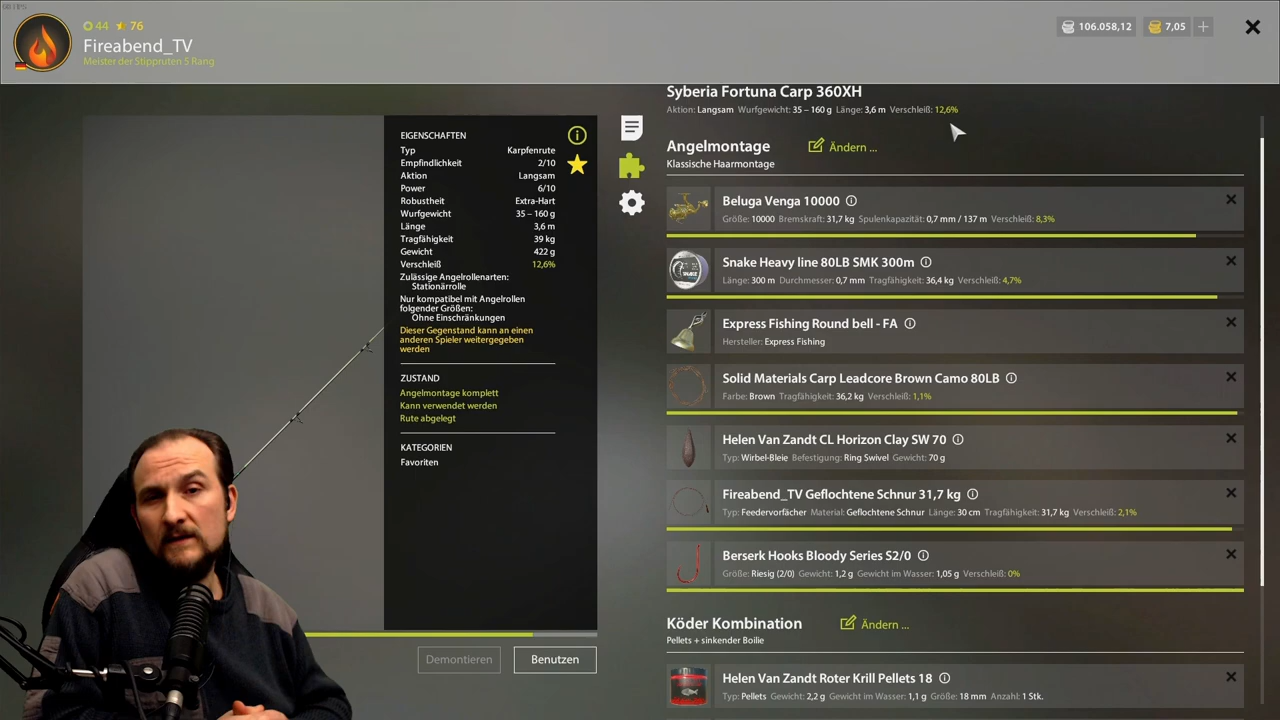 44 76
Fireabend_TV
Meister der Stippruten 5 Rang
106.058,12
7,05
EIGENSCHAFTEN
Typ Karpfenrute
Empfindlichkeit 2/10
Aktion Langsam
Power 6/10
Robustheit Extra-Hart
Wurfgewicht 35 – 160 g
Länge 3,6 m
Tragfähigkeit 39 kg
Gewicht 422 g
Verschleiß 12,6%
Zulässige Angelrollenarten:
Stationärrolle
Nur kompatibel mit Angelrollen
folgender Größen:
Ohne Einschränkungen
Dieser Gegenstand kann an einen
anderen Spieler weitergegeben
werden
ZUSTAND
Angelmontage komplett
Kann verwendet werden
Rute abgelegt
KATEGORIEN
Favoriten
Demontieren
Benutzen
Syberia Fortuna Carp 360XH
Aktion: Langsam Wurfgewicht: 35 – 160 g Länge: 3,6 m Verschleiß: 12,6%
Angelmontage Ändern ...
Klassische Haarmontage
Beluga Venga 10000
Größe: 10000 Bremskraft: 31,7 kg Spulenkapazität: 0,7 mm / 137 m Verschleiß: 8,3%
Snake Heavy line 80LB SMK 300m
Länge: 300 m Durchmesser: 0,7 mm Tragfähigkeit: 36,4 kg Verschleiß: 4,7%
Express Fishing Round bell - FA
Hersteller: Express Fishing
Solid Materials Carp Leadcore Brown Camo 80LB
Farbe: Brown Tragfähigkeit: 36,2 kg Verschleiß: 1,1%
Helen Van Zandt CL Horizon Clay SW 70
Typ: Wirbel-Bleie Befestigung: Ring Swivel Gewicht: 70 g
Fireabend_TV Geflochtene Schnur 31,7 kg
Typ: Feedervorfächer Material: Geflochtene Schnur Länge: 30 cm Tragfähigkeit: 31,7 kg Verschleiß: 2,1%
Berserk Hooks Bloody Series S2/0
Größe: Riesig (2/0) Gewicht: 1,2 g Gewicht im Wasser: 1,05 g Verschleiß: 0%
Köder Kombination Ändern ...
Pellets + sinkender Boilie
Helen Van Zandt Roter Krill Pellets 18
Typ: Pellets Gewicht: 2,2 g Gewicht im Wasser: 1,1 g Größe: 18 mm Anzahl: 1 Stk.